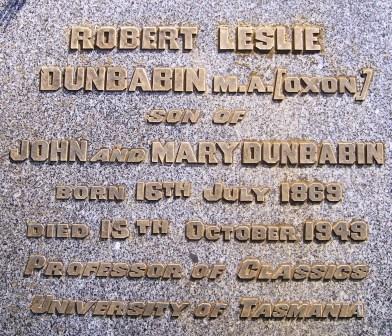 ROBERT LESLIE
DUNBABIN M.A. [OXON]
SON OF
JOHN AND MARY DUNBABIN
BORN 16TH JULY 1869
DIED 15TH OCTOBER 1949
PROFESSOR OF CLASSICS
UNIVERSITY OF TASMANIA